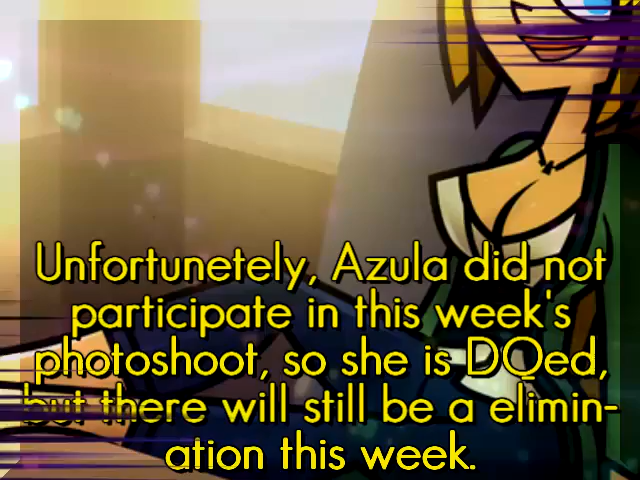 Unfortunetely, Azula did not
participate in this week's
photoshoot, so she is DQed,
but there will still be a elimin-
ation this week.